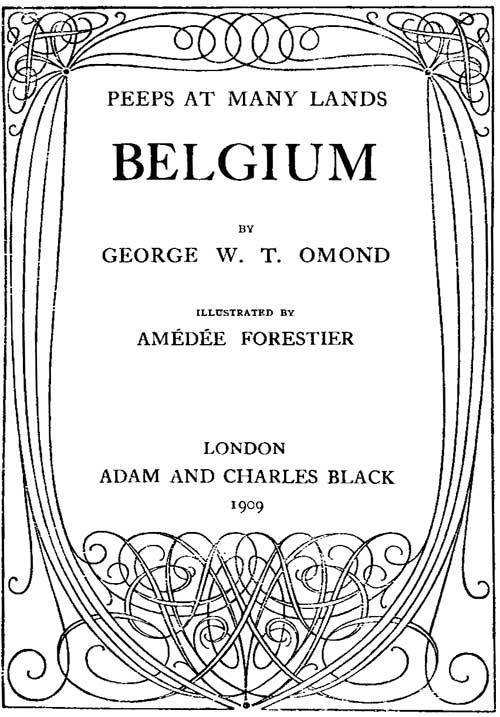 PEEPS AT MANY LANDS
BELGIUM
BY
GEORGE W. T. OMOND
ILLUSTRATED BY
AMÉDÉE FORESTIER
LONDON
ADAM AND CHARLES BLACK
1909